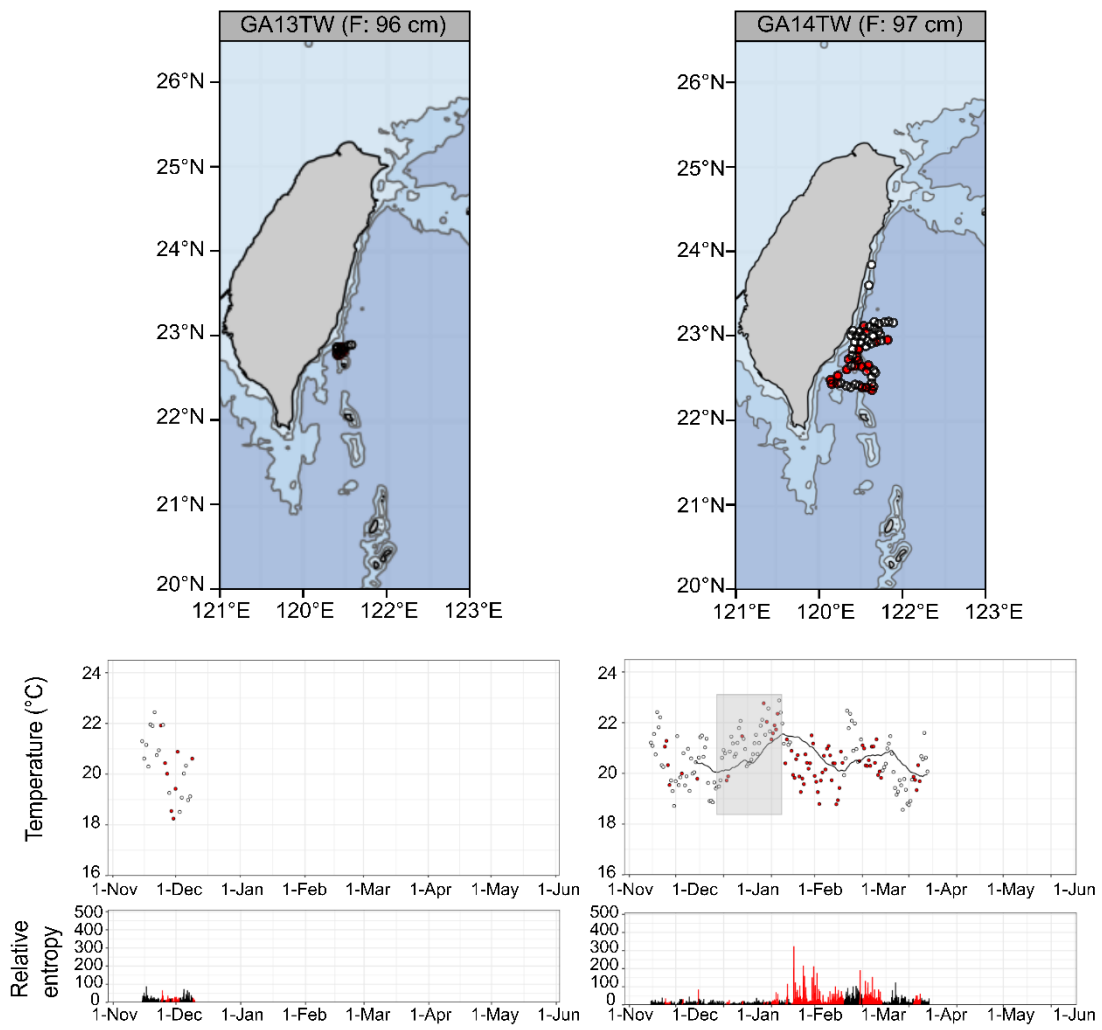 GA13TW (F: 96 cm)
GA14TW (F: 97 cm)
26°N
25°N
24°N
23°N
22°N
21°N
20°N
121°E 120°E 122°E 123°E
26°N
25°N
24°N
23°N
22°N
21°N
20°N
121°E 120°E 122°E 123°E
Temperature (°C)
24
22
20
18
16
1-Nov 1-Dec 1-Jan 1-Feb 1-Mar 1-Apr 1-May 1-Jun
24
22
20
18
16
1-Nov 1-Dec 1-Jan 1-Feb 1-Mar 1-Apr 1-May 1-Jun
Relative
entropy
500
400
300
200
100
0
1-Nov 1-Dec 1-Jan 1-Feb 1-Mar 1-Apr 1-May 1-Jun
500
400
300
200
100
0
1-Nov 1-Dec 1-Jan 1-Feb 1-Mar 1-Apr 1-May 1-Jun